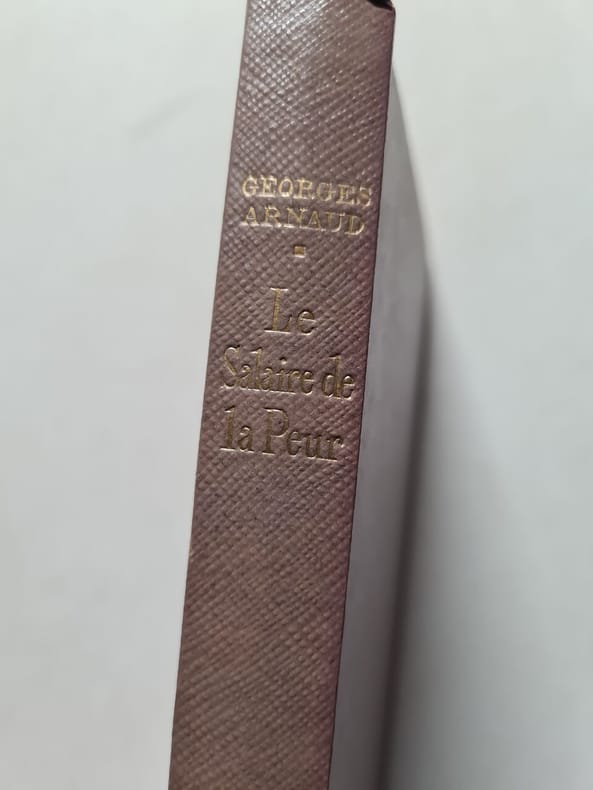 GEORGES
ARNAUD
Le
Salaire de
la Peur